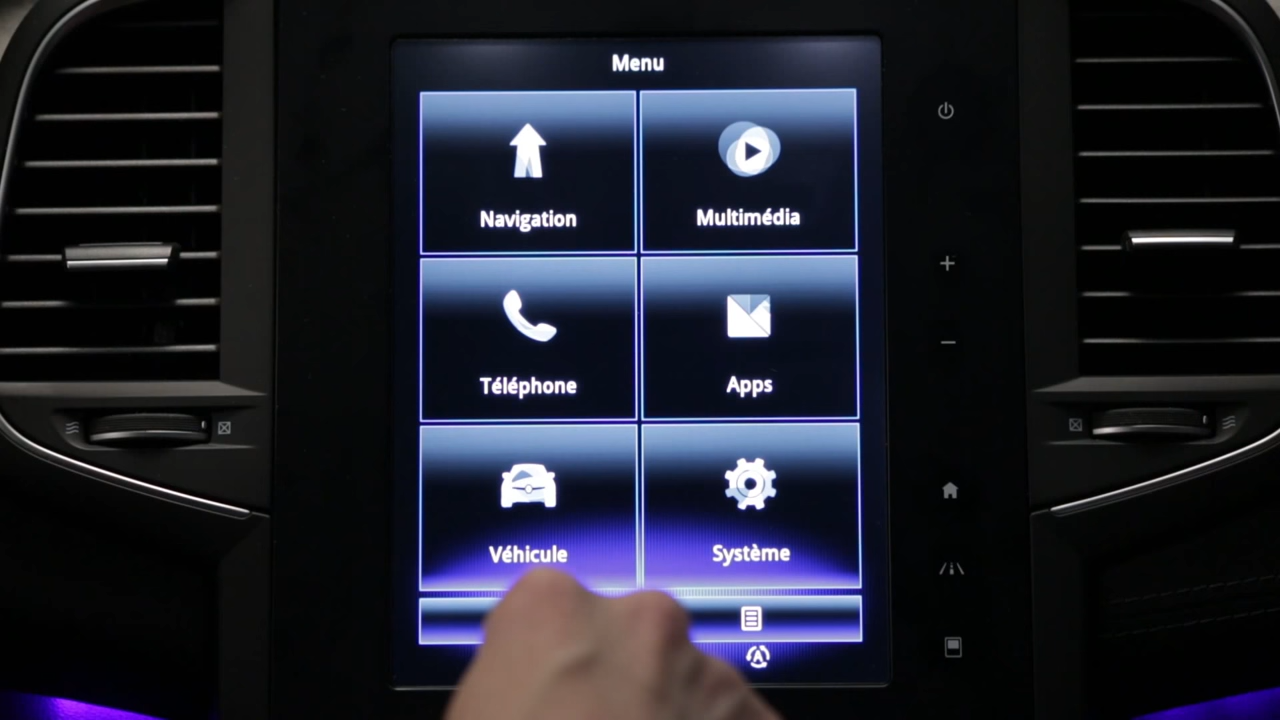 Menu
Navigation
Multimédia
Téléphone
Apps
Véhicule
Système